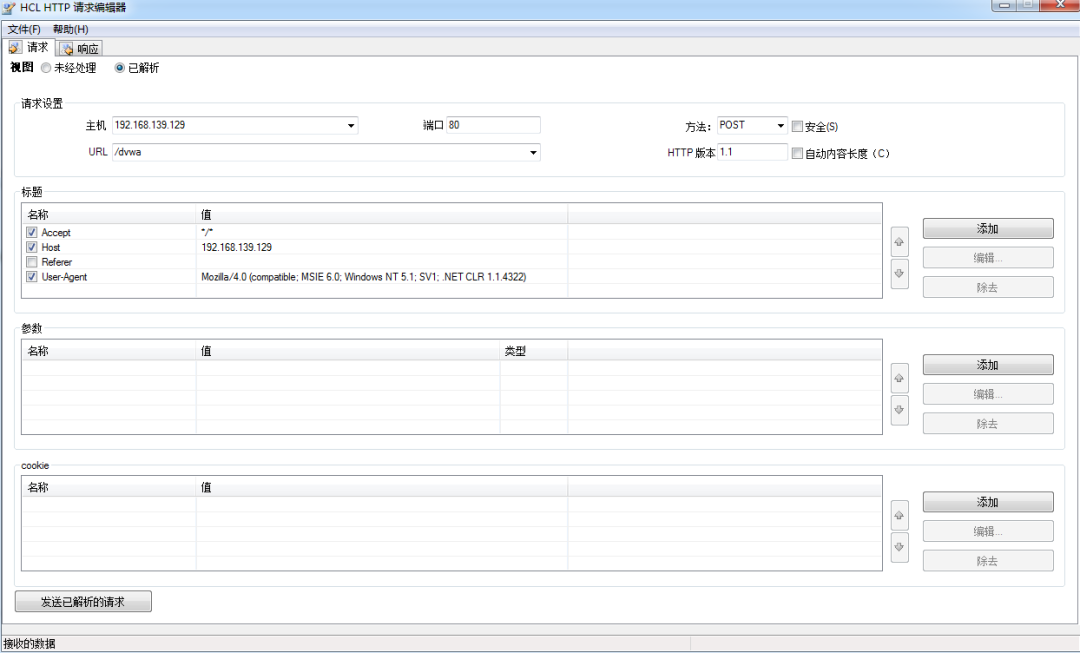 HCL HTTP 请求编辑器
文件(F) 帮助(H)
请求 响应
视图 未经处理 已解析
请求设置
主机 192.168.139.129 端口 80 方法： POST 安全(S)
URL /dvwa HTTP 版本 1.1 自动内容长度（C）
标题
名称 值
Accept */*
Host 192.168.139.129
Referer
User-Agent Mozilla/4.0 (compatible; MSIE 6.0; Windows NT 5.1; SV1; .NET CLR 1.1.4322)
添加
编辑...
除去
参数
名称 值 类型
添加
编辑...
除去
cookie
名称 值
添加
编辑...
除去
发送已解析的请求
接收的数据